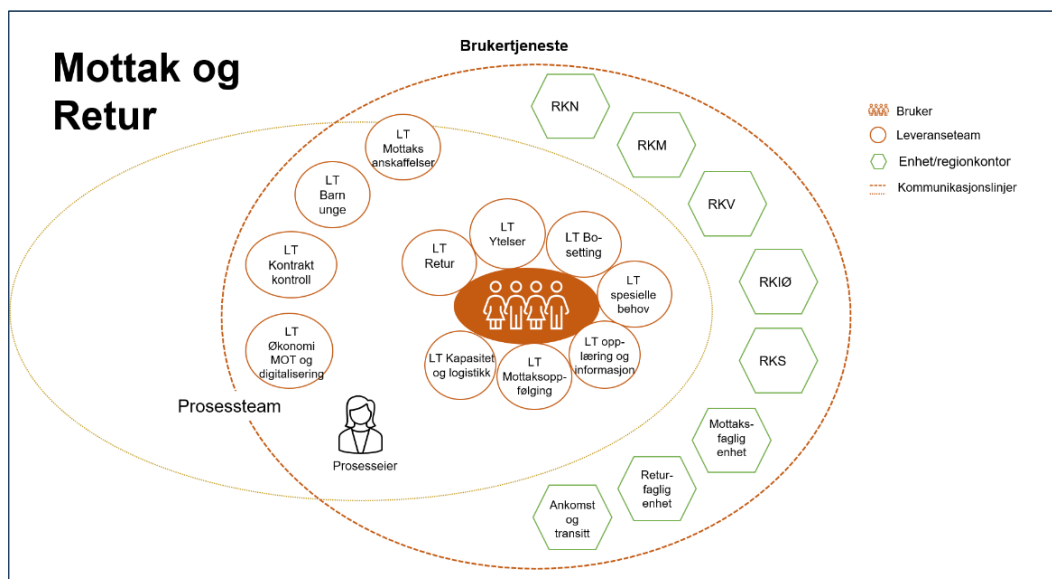 Mottak og
Retur
Brukertjeneste
Bruker
Leveranseteam
Enhet/regionkontor
Kommunikasjonslinjer
RKN
RKM
RKV
RKIØ
RKS
Mottaks-
faglig
enhet
Retur-
faglig
enhet
Ankomst
og
transitt
LT
Mottaks
anskaffelser
LT
Barn
unge
LT
Kontrakt
kontroll
LT
Økonomi
MOT og
digitalisering
LT
Retur
LT
Ytelser
LT Bo-
setting
LT
spesielle
behov
LT opp-
læring og
informasjon
LT
Mottaksopp-
følging
LT Kapasitet
og logistikk
Prosessteam
Prosesseier